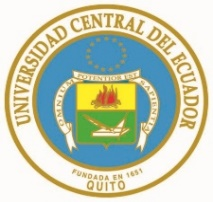 UNIVERSIDAD CENTRAL DEL ECUADOR
OMNIUM POTENTIOR EST SAPIENTIA
FUNDADA EN 1651
QUITO